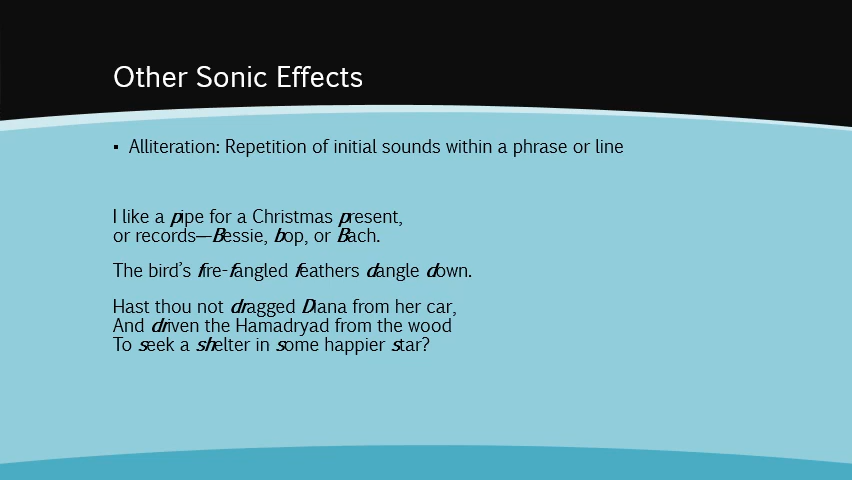 Other Sonic Effects
▪ Alliteration: Repetition of initial sounds within a phrase or line
I like a pipe for a Christmas present,
or records—Bessie, bop, or Bach.
The bird’s fire-fangled feathers dangle down.
Hast thou not dragged Diana from her car,
And driven the Hamadryad from the wood
To seek a shelter in some happier star?